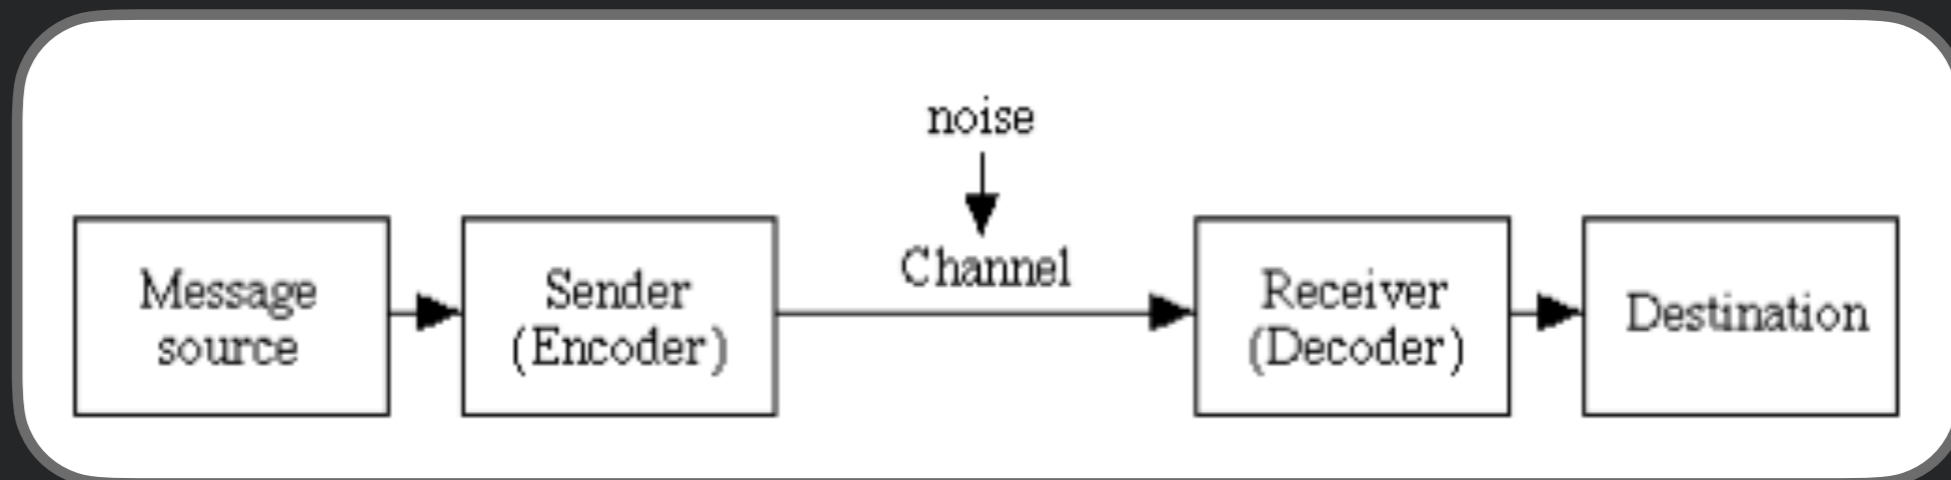 noise
Message
source
Sender
(Encoder)
Channel
Receiver
(Decoder)
Destination